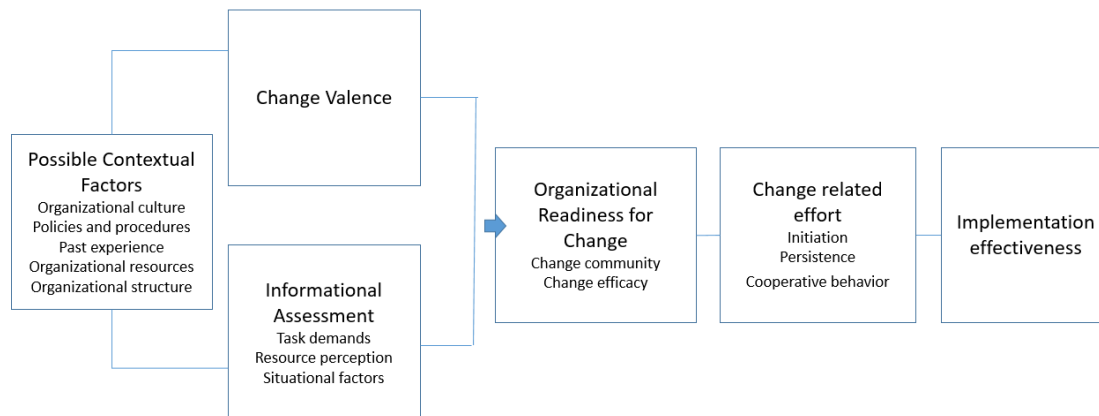 Possible Contextual
Factors
Organizational culture
Policies and procedures
Past experience
Organizational resources
Organizational structure
Change Valence
Informational
Assessment
Task demands
Resource perception
Situational factors
Organizational
Readiness for
Change
Change community
Change efficacy
Change related
effort
Initiation
Persistence
Cooperative behavior
Implementation
effectiveness